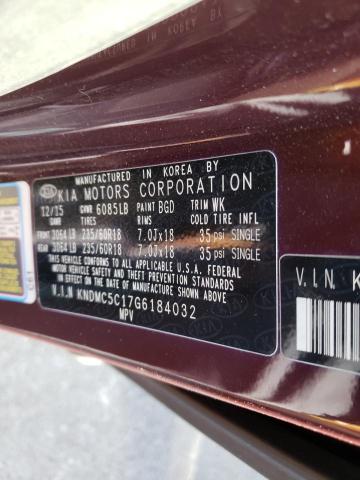 MANUFACTURED IN KOREA BY
KIA KIA MOTORS CORPORATION
12/15 GVWR 6085LB PAINT BGD TRIM WK
GAWR TIRES RIMS COLD TIRE INFL
FRONT 3064LB 235/60R18 7.0Jx18 35 psi SINGLE
REAR 3064LB 235/60R18 7.0Jx18 35 psi SINGLE
THIS VEHICLE CONFORMS TO ALL APPLICABLE U.S.A. FEDERAL
MOTOR VEHICLE SAFETY, BUMPER, AND THEFT PREVENTION
STANDARDS IN EFFECT ON THE DATE OF MANUFACTURE SHOWN ABOVE.
V.I.N KNDMC5C17G6184032
MPV
V.I.N. K